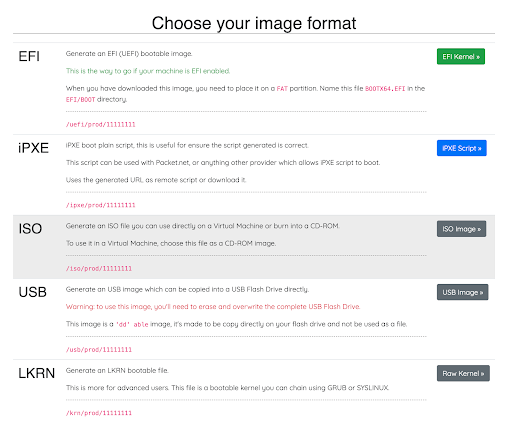 Choose your image format
EFI
Generate an EFI (UEFI) bootable image.
EFI Kernel »
This is the way to go if your machine is EFI enabled.
When you have downloaded this image, you need to place it on a FAT partition. Name this file BOOTX64.EFI in the
EFI/BOOT directory.
/uefi/prod/11111111
iPXE
iPXE boot plain script, this is useful for ensure the script generated is correct.
iPXE Script »
This script can be used with Packet.net, or anything other provider which allows iPXE script to boot.
Uses the generated URL as remote script or download it.
/ipxe/prod/11111111
ISO
Generate an ISO file you can use directly on a Virtual Machine or burn into a CD-ROM.
ISO Image »
To use it in a Virtual Machine, choose this file as a CD-ROM image.
/iso/prod/11111111
USB
Generate an USB image which can be copied into a USB Flash Drive directly.
USB Image »
Warning: to use this image, you'll need to erase and overwrite the complete USB Flash Drive.
This image is a 'dd' able image, it's made to be copy directly on your flash drive and not be used as a file.
/usb/prod/11111111
LKRN
Generate an LKRN bootable file.
Raw Kernel »
This is more for advanced users. This file is a bootable kernel you can chain using GRUB or SYSLINUX.
/krn/prod/11111111